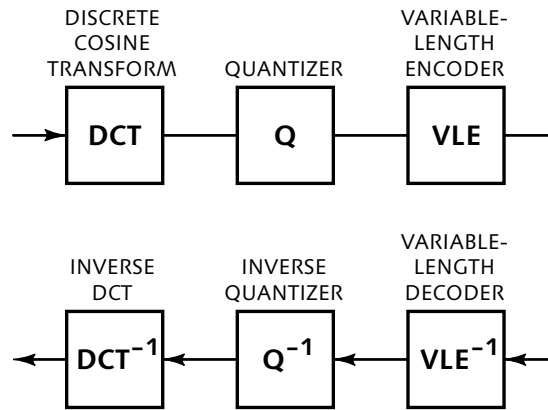 DISCRETE
COSINE
TRANSFORM
QUANTIZER
VARIABLE-
LENGTH
ENCODER
DCT
Q
VLE
INVERSE
DCT
INVERSE
QUANTIZER
VARIABLE-
LENGTH
DECODER
DCT⁻¹
Q⁻¹
VLE⁻¹